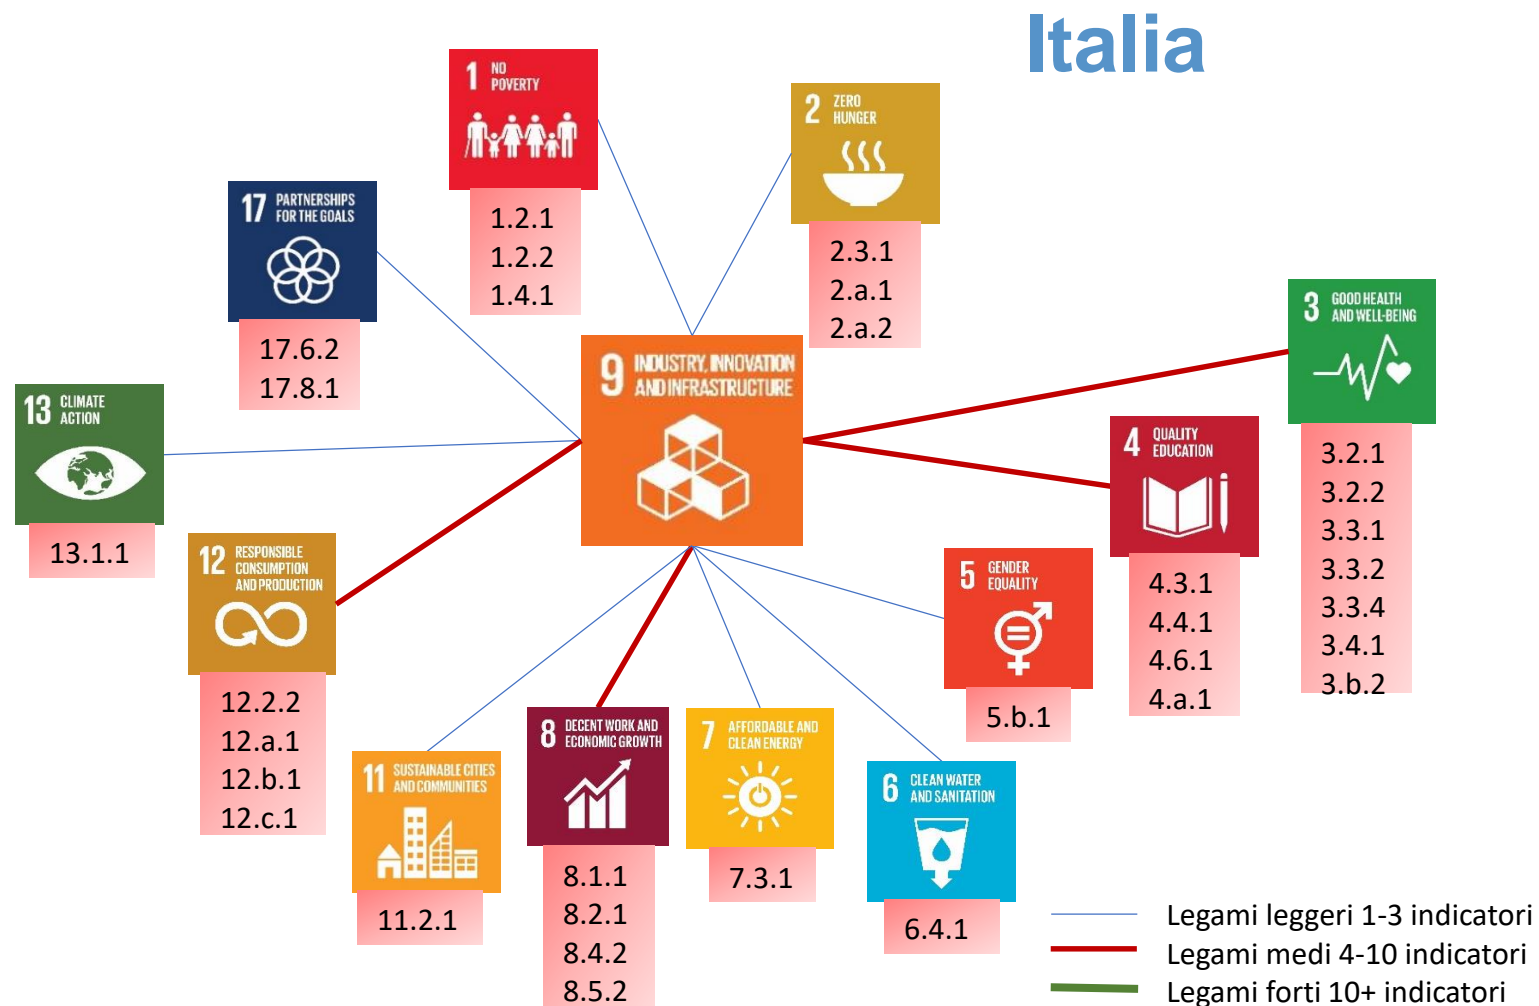 Italia
1 NO
POVERTY
1.2.1
1.2.2
1.4.1
2 ZERO
HUNGER
2.3.1
2.a.1
2.a.2
17 PARTNERSHIPS
FOR THE GOALS
17.6.2
17.8.1
3 GOOD HEALTH
AND WELL-BEING
3.2.1
3.2.2
3.3.1
3.3.2
3.3.4
3.4.1
3.b.2
9 INDUSTRY, INNOVATION
AND INFRASTRUCTURE
13 CLIMATE
ACTION
13.1.1
4 QUALITY
EDUCATION
4.3.1
4.4.1
4.6.1
4.a.1
12 RESPONSIBLE
CONSUMPTION
AND PRODUCTION
12.2.2
12.a.1
12.b.1
12.c.1
5 GENDER
EQUALITY
5.b.1
11 SUSTAINABLE CITIES
AND COMMUNITIES
11.2.1
8 DECENT WORK AND
ECONOMIC GROWTH
8.1.1
8.2.1
8.4.2
8.5.2
7 AFFORDABLE AND
CLEAN ENERGY
7.3.1
6 CLEAN WATER
AND SANITATION
6.4.1
Legami leggeri 1-3 indicatori
Legami medi 4-10 indicatori
Legami forti 10+ indicatori